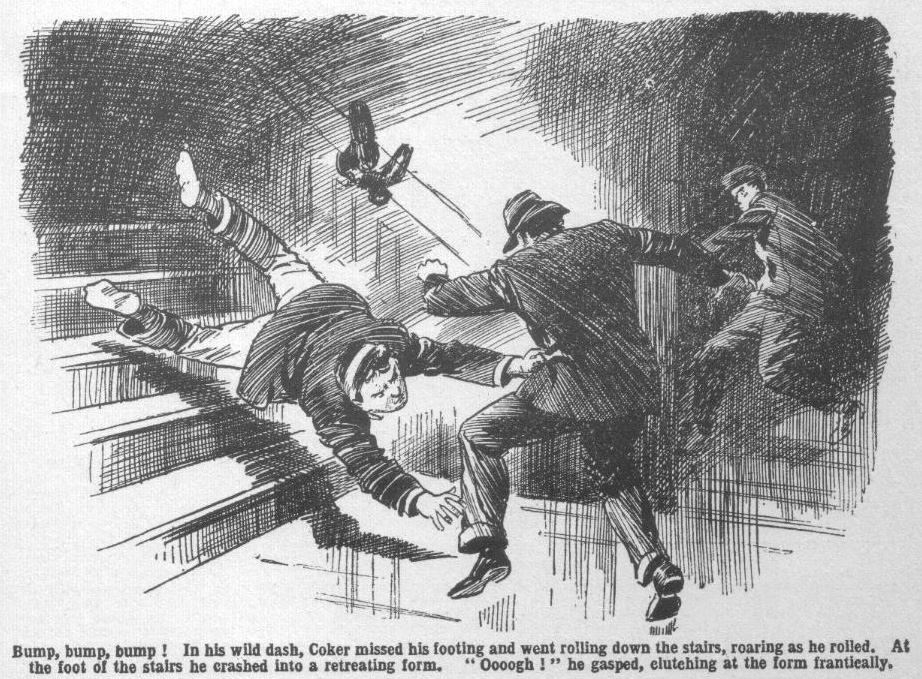 Bump, bump, bump ! In his wild dash, Coker missed his footing and went rolling down the stairs, roaring as he rolled. At
the foot of the stairs he crashed into a retreating form. " Oooogh ! " he gasped, clutching at the form frantically.